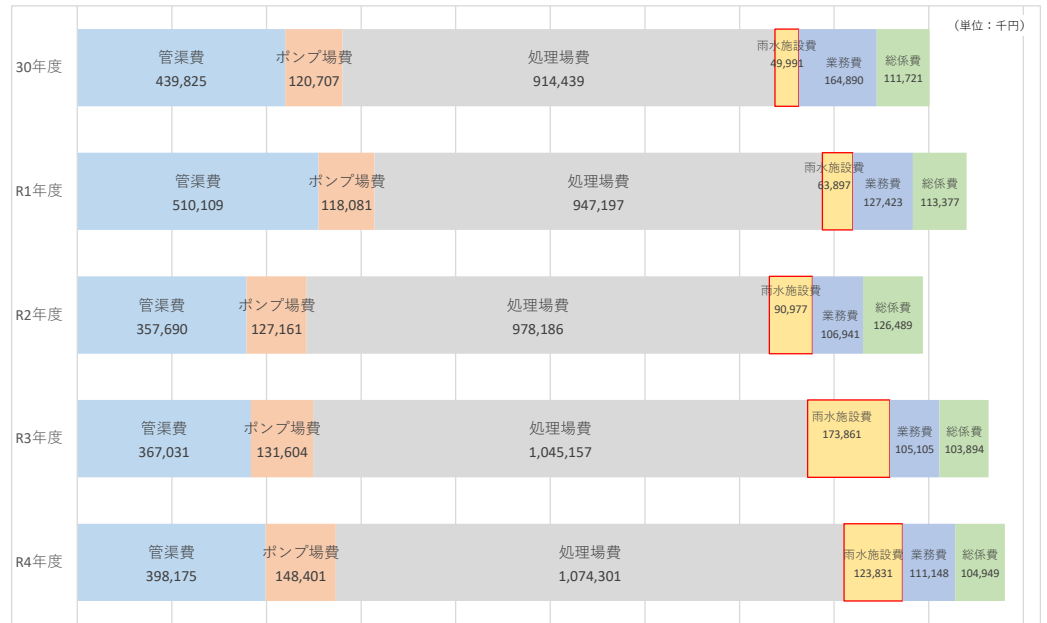 （単位：千円）
30年度
管渠費
439,825
ポンプ場費
120,707
処理場費
914,439
雨水施設費
49,991
業務費
164,890
総係費
111,721
R1年度
管渠費
510,109
ポンプ場費
118,081
処理場費
947,197
雨水施設費
63,897
業務費
127,423
総係費
113,377
R2年度
管渠費
357,690
ポンプ場費
127,161
処理場費
978,186
雨水施設費
90,977
業務費
106,941
総係費
126,489
R3年度
管渠費
367,031
ポンプ場費
131,604
処理場費
1,045,157
雨水施設費
173,861
業務費
105,105
総係費
103,894
R4年度
管渠費
398,175
ポンプ場費
148,401
処理場費
1,074,301
雨水施設費
123,831
業務費
111,148
総係費
104,949